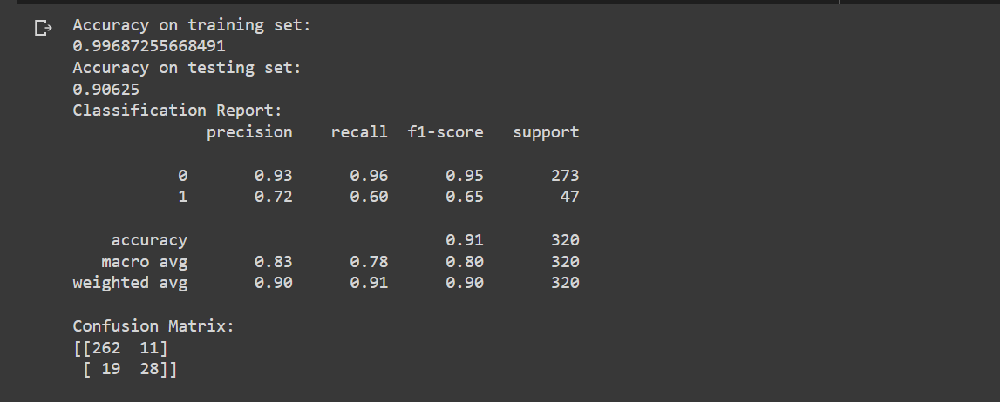 Accuracy on training set:
0.99687255668491
Accuracy on testing set:
0.90625
Classification Report:
              precision    recall  f1-score   support

           0       0.93      0.96      0.95       273
           1       0.72      0.60      0.65        47

    accuracy                           0.91       320
   macro avg       0.83      0.78      0.80       320
weighted avg       0.90      0.91      0.90       320

Confusion Matrix:
[[262  11]
 [ 19  28]]